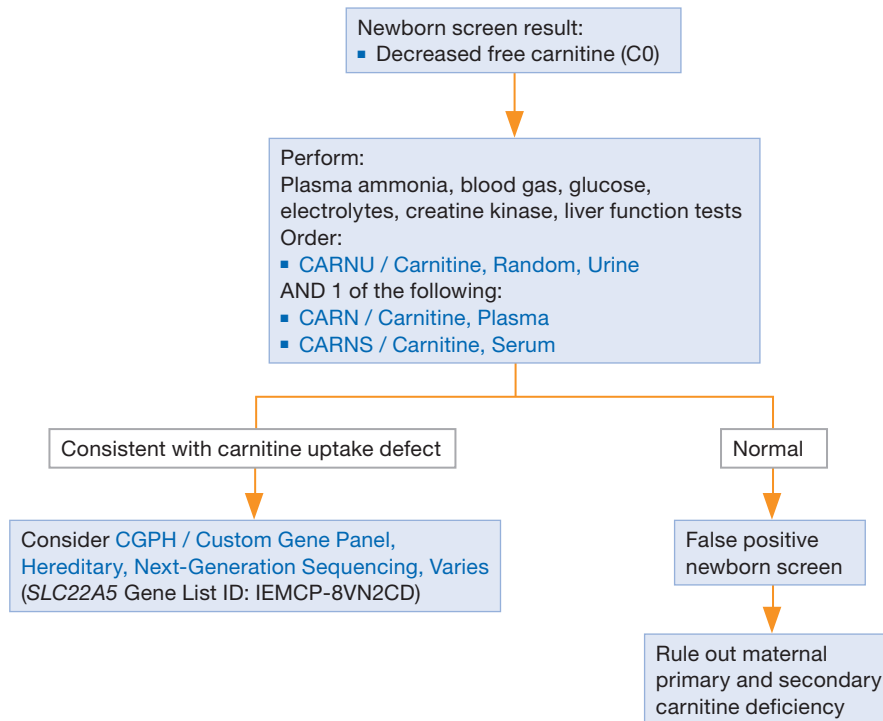 Newborn screen result:
▪ Decreased free carnitine (C0)
Perform:
Plasma ammonia, blood gas, glucose,
electrolytes, creatine kinase, liver function tests
Order:
▪ CARNU / Carnitine, Random, Urine
AND 1 of the following:
▪ CARN / Carnitine, Plasma
▪ CARNS / Carnitine, Serum
Consistent with carnitine uptake defect
Normal
Consider CGPH / Custom Gene Panel,
Hereditary, Next-Generation Sequencing, Varies
(SLC22A5 Gene List ID: IEMCP-8VN2CD)
False positive
newborn screen
Rule out maternal
primary and secondary
carnitine deficiency